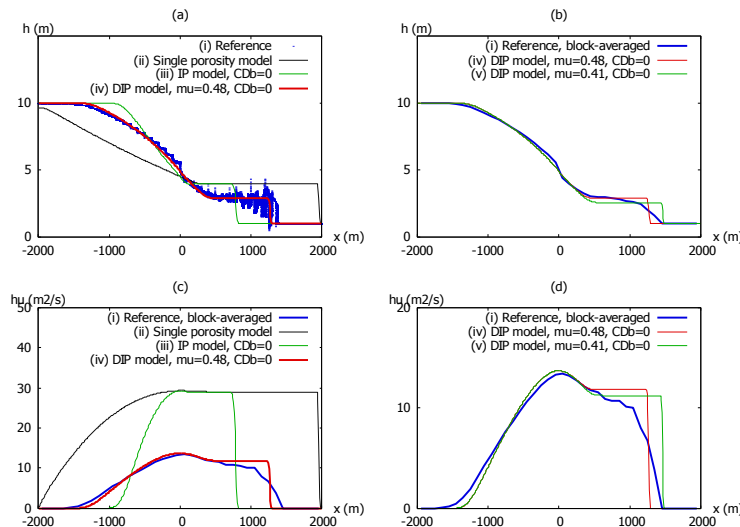 (a)
h (m)
(i) Reference
(ii) Single porosity model
(iii) IP model, CDb=0
(iv) DIP model, mu=0.48, CDb=0
10
5
0
-2000 -1000 0 1000 2000
x (m)
(b)
h (m)
(i) Reference, block-averaged
(iv) DIP model, mu=0.48, CDb=0
(v) DIP model, mu=0.41, CDb=0
10
5
0
-2000 -1000 0 1000 2000
x (m)
(c)
hu (m2/s)
(i) Reference, block-averaged
(ii) Single porosity model
(iii) IP model, CDb=0
(iv) DIP model, mu=0.48, CDb=0
50
40
30
20
10
0
-2000 -1000 0 1000 2000
x (m)
(d)
hu (m2/s)
(i) Reference, block-averaged
(iv) DIP model, mu=0.48, CDb=0
(v) DIP model, mu=0.41, CDb=0
20
10
0
-2000 -1000 0 1000 2000
x (m)